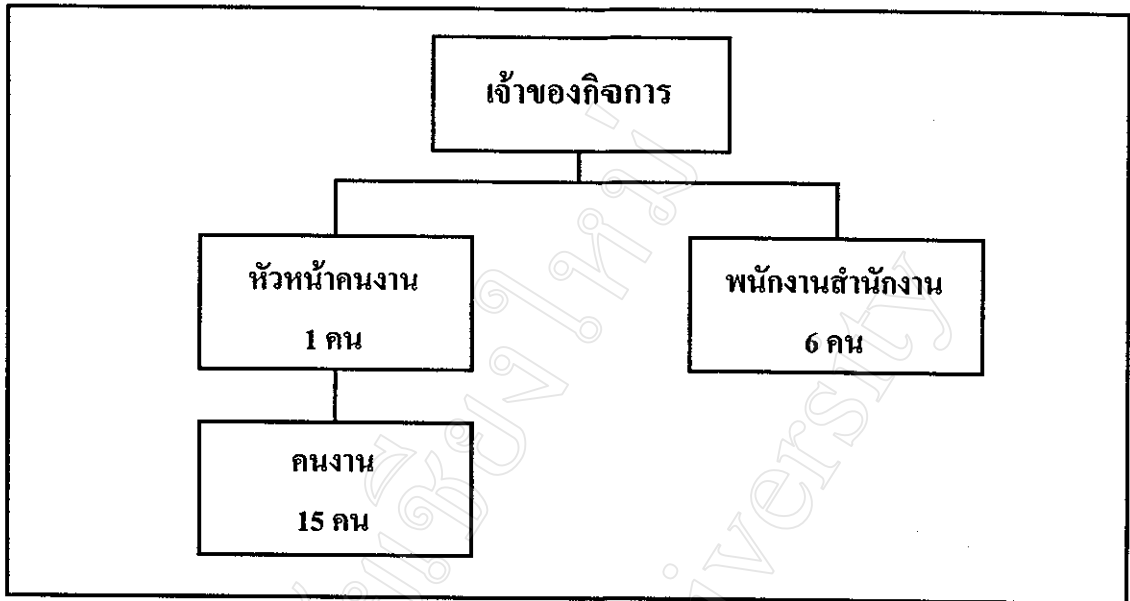 เจ้าของกิจการ
หัวหน้าคนงาน
1 คน
พนักงานสำนักงาน
6 คน
คนงาน
15 คน